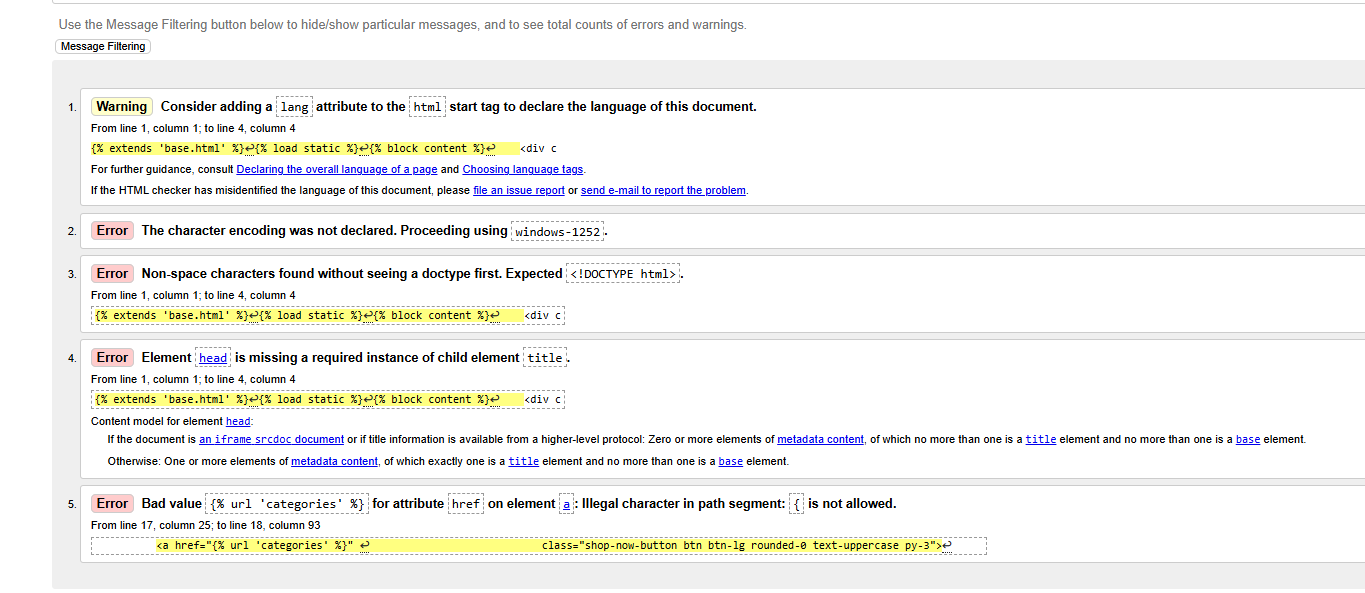 Use the Message Filtering button below to hide/show particular messages, and to see total counts of errors and warnings.
Message Filtering
1. Warning Consider adding a lang attribute to the html start tag to declare the language of this document.
From line 1, column 1; to line 4, column 4
{% extends 'base.html' %}↩{% load static %}↩{% block content %}↩    <div c
For further guidance, consult Declaring the overall language of a page and Choosing language tags.
If the HTML checker has misidentified the language of this document, please file an issue report or send e-mail to report the problem.
2. Error The character encoding was not declared. Proceeding using windows-1252.
3. Error Non-space characters found without seeing a doctype first. Expected <!DOCTYPE html>.
From line 1, column 1; to line 4, column 4
{% extends 'base.html' %}↩{% load static %}↩{% block content %}↩    <div c
4. Error Element head is missing a required instance of child element title.
From line 1, column 1; to line 4, column 4
{% extends 'base.html' %}↩{% load static %}↩{% block content %}↩    <div c
Content model for element head:
If the document is an iframe srcdoc document or if title information is available from a higher-level protocol: Zero or more elements of metadata content, of which no more than one is a title element and no more than one is a base element.
Otherwise: One or more elements of metadata content, of which exactly one is a title element and no more than one is a base element.
5. Error Bad value {% url 'categories' %} for attribute href on element a: Illegal character in path segment: { is not allowed.
From line 17, column 25; to line 18, column 93
<a href="{% url 'categories' %}" ↩                            class="shop-now-button btn btn-lg rounded-0 text-uppercase py-3">↩